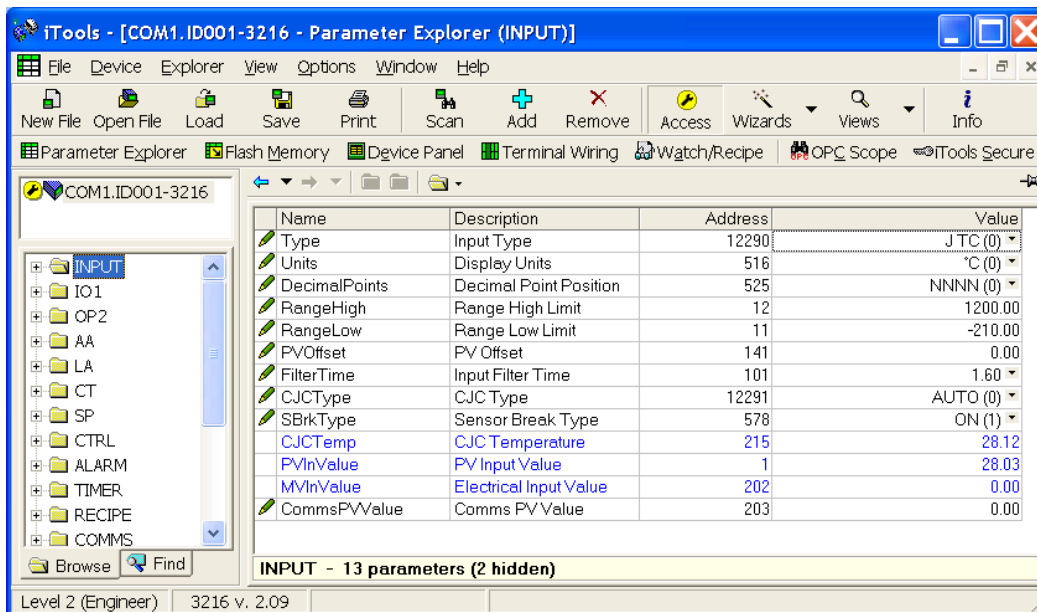 iTools - [COM1.ID001-3216 - Parameter Explorer (INPUT)]
File Device Explorer View Options Window Help
New File Open File Load Save Print Scan Add Remove Access Wizards Views Info
Parameter Explorer Flash Memory Device Panel Terminal Wiring Watch/Recipe OPC Scope iTools Secure
COM1.ID001-3216
INPUT
IO1
OP2
AA
LA
CT
SP
CTRL
ALARM
TIMER
RECIPE
COMMS
Browse Find
Name Description Address Value
Type Input Type 12290 J TC (0)
Units Display Units 516 °C (0)
DecimalPoints Decimal Point Position 525 NNNN (0)
RangeHigh Range High Limit 12 1200.00
RangeLow Range Low Limit 11 -210.00
PVOffset PV Offset 141 0.00
FilterTime Input Filter Time 101 1.60
CJCType CJC Type 12291 AUTO (0)
SBrkType Sensor Break Type 578 ON (1)
CJCTemp CJC Temperature 215 28.12
PVInValue PV Input Value 1 28.03
MVInValue Electrical Input Value 202 0.00
CommsPVValue Comms PV Value 203 0.00
INPUT - 13 parameters (2 hidden)
Level 2 (Engineer) 3216 v. 2.09